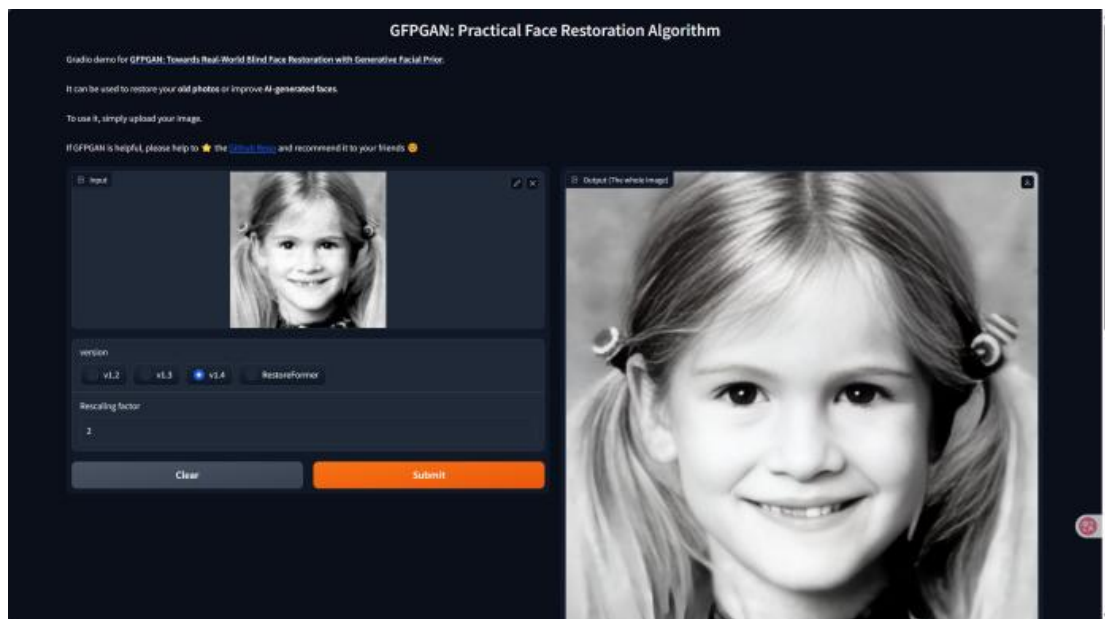 GFPGAN: Practical Face Restoration Algorithm
Gradio demo for GFPGAN: Towards Real-World Blind Face Restoration with Generative Facial Prior.
It can be used to restore your old photos or improve AI-generated faces.
To use it, simply upload your image.
If GFPGAN is helpful, please help to ⭐ the Github Repo and recommend it to your friends 😊
Input
Output (The whole image)
version
v1.2 v1.3 v1.4 RestoreFormer
Rescaling factor
2
Clear Submit